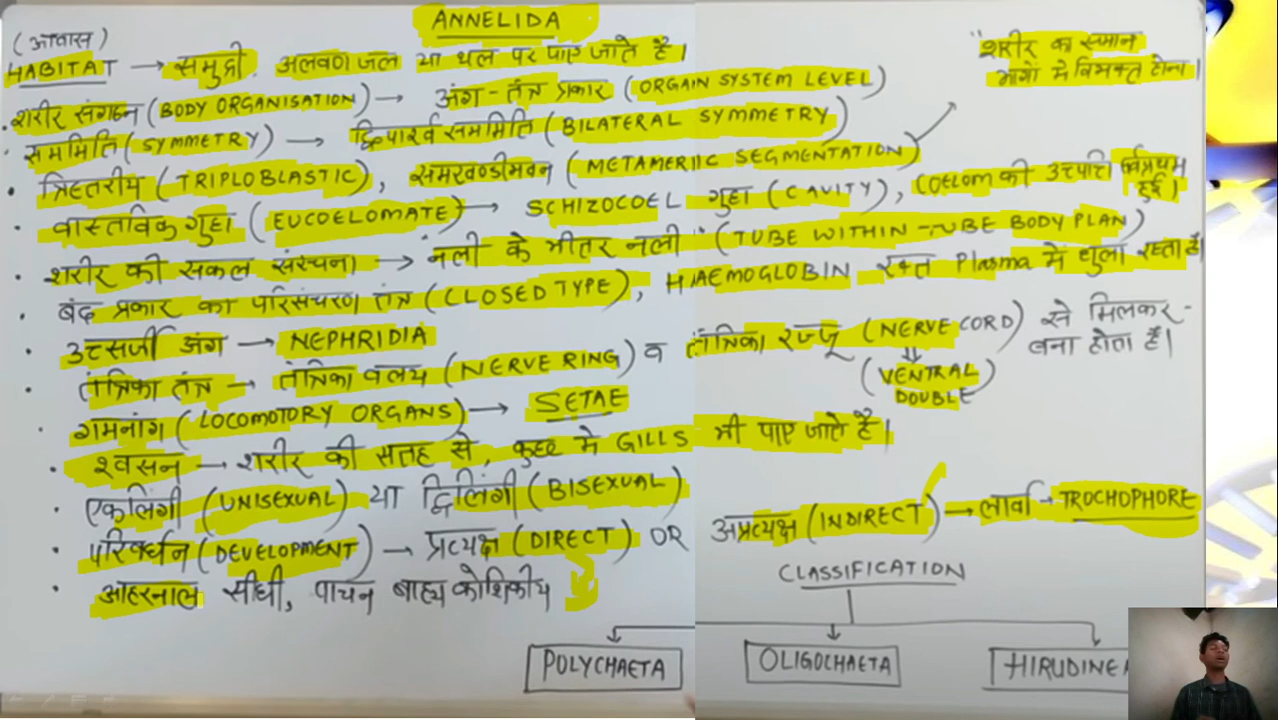 ANNELIDA
(आवास)
HABITAT → समुद्री, अलवण जल या थल पर पाए जाते है।
"शरीर का समान
भागों में विभक्त होना।
• शरीर संगठन (BODY ORGANISATION) → अंग-तंत्र प्रकार (ORGAIN SYSTEM LEVEL)
• सममिति (SYMMETRY) → द्विपार्श्व सममिति (BILATERAL SYMMETRY)
• त्रिस्तरीय (TRIPLOBLASTIC), समखण्डीभवन (METAMERIIC SEGMENTATION)
• वास्तविक गुहा (EUCOELOMATE) → SCHIZOCOEL गुहा (CAVITY), COELOM की उत्पत्ति सर्वप्रथम हुई।
• शरीर की सकल संरचना → नली के भीतर नली (TUBE WITHIN-TUBE BODY PLAN)
• बंद प्रकार का परिसंचरण तंत्र (CLOSED TYPE), HAEMOGLOBIN रक्त Plasma में घुला रहता है।
• उत्सर्जी अंग → NEPHRIDIA
• तंत्रिका तंत्र → तंत्रिका वलय (NERVE RING) व तंत्रिका रज्जू (NERVE CORD) से मिलकर - बना होता है।
(VENTRAL DOUBLE)
• गमनांग (LOCOMOTORY ORGANS) → SETAE
• श्वसन → शरीर की सतह से, कुछ मे GILLS भी पाए जाते है।
• एकलिंगी (UNISEXUAL) या द्विलिंगी (BISEXUAL)
• परिवर्धन (DEVELOPMENT) → प्रत्यक्ष (DIRECT) OR अप्रत्यक्ष (INDIRECT) → लार्वा → TROCHOPHORE
• आहरनाल सीधी, पाचन बाह्य कोशिकीय
CLASSIFICATION
POLYCHAETA OLIGOCHAETA HIRUDINEA